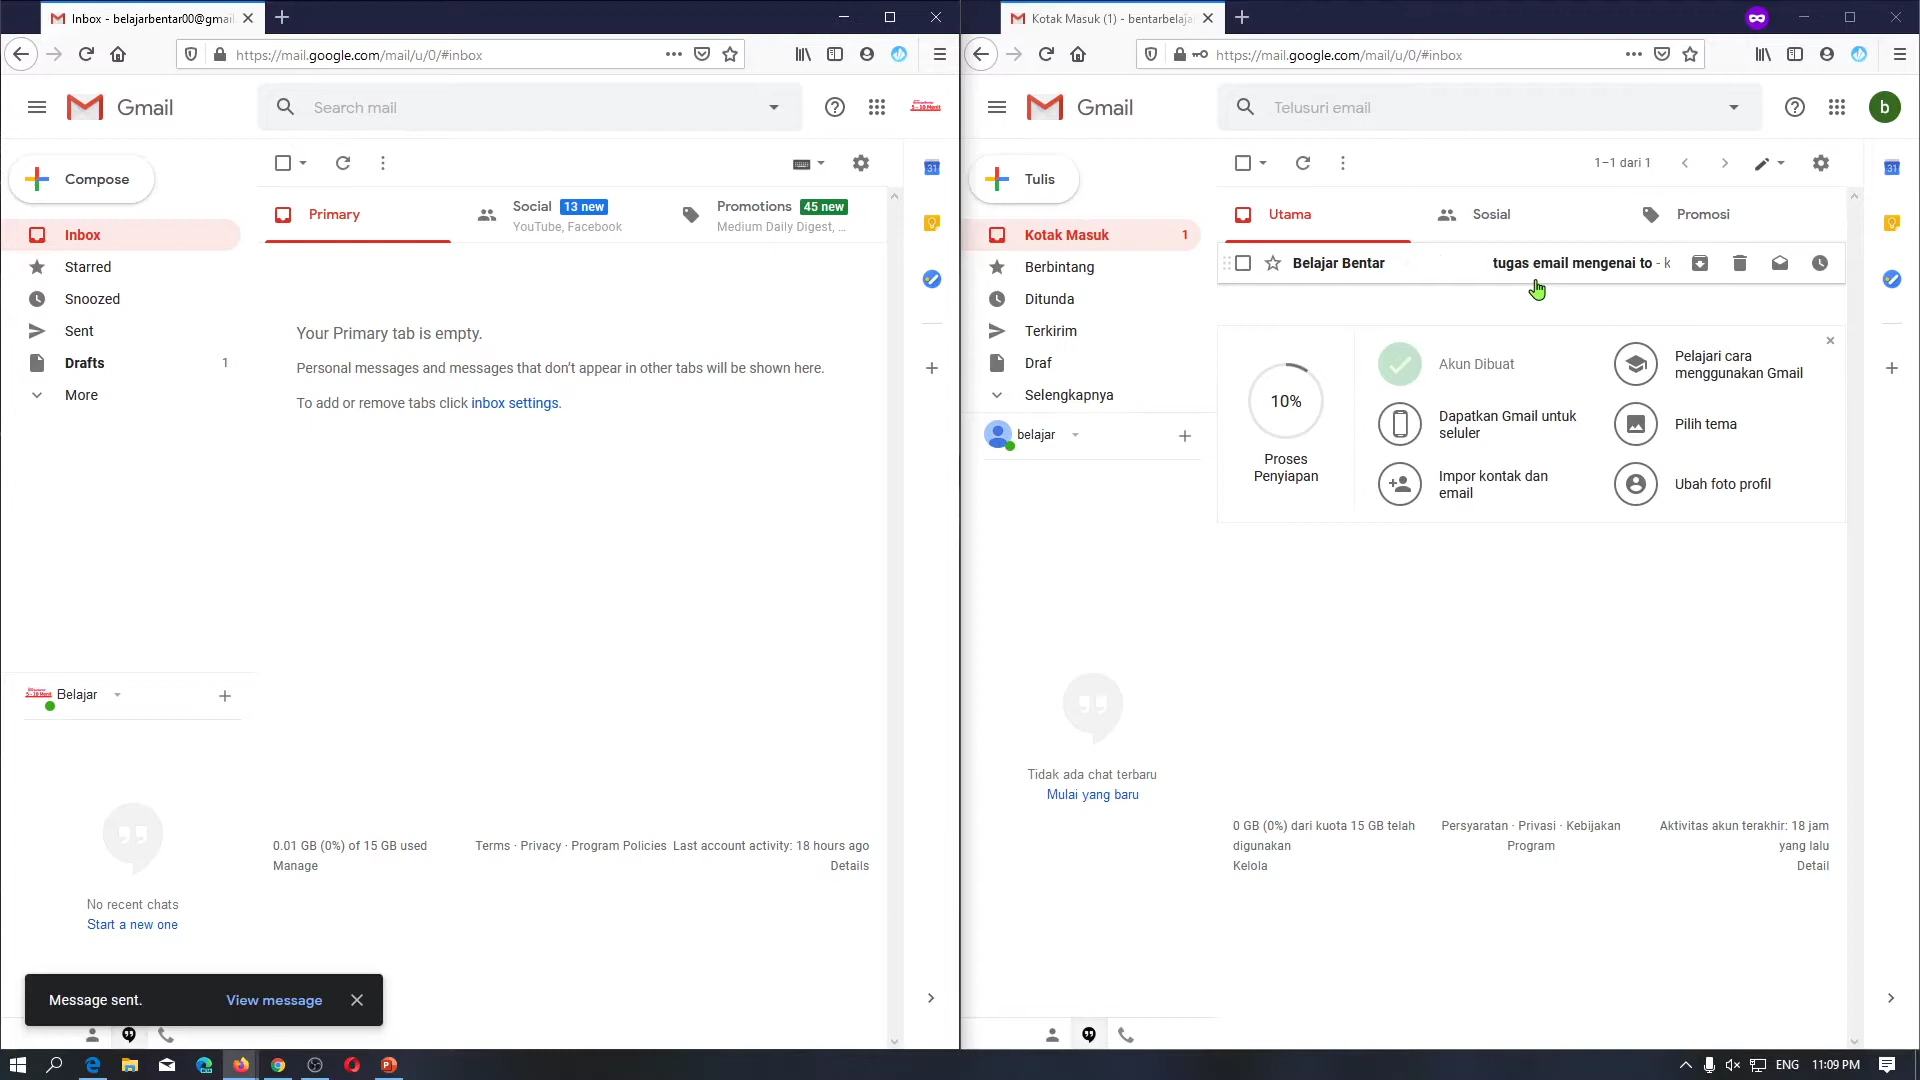 Inbox - belajarbentar00@gmai
https://mail.google.com/mail/u/0/#inbox
Gmail
Search mail
Compose
Inbox
Starred
Snoozed
Sent
Drafts 1
More
Primary
Social 13 new
YouTube, Facebook
Promotions 45 new
Medium Daily Digest, ...
31
Your Primary tab is empty.
Personal messages and messages that don't appear in other tabs will be shown here.
To add or remove tabs click inbox settings.
Belajar
No recent chats
Start a new one
0.01 GB (0%) of 15 GB used
Manage
Terms · Privacy · Program Policies
Last account activity: 18 hours ago
Details
Message sent.
View message
Kotak Masuk (1) - bentarbelaja
https://mail.google.com/mail/u/0/#inbox
Gmail
Telusuri email
b
Tulis
1–1 dari 1
Kotak Masuk 1
Berbintang
Ditunda
Terkirim
Draf
Selengkapnya
belajar
Utama
Sosial
Promosi
31
Belajar Bentar tugas email mengenai to - k
10%
Proses
Penyiapan
Akun Dibuat
Dapatkan Gmail untuk
seluler
Impor kontak dan
email
Pelajari cara
menggunakan Gmail
Pilih tema
Ubah foto profil
Tidak ada chat terbaru
Mulai yang baru
0 GB (0%) dari kuota 15 GB telah
digunakan
Kelola
Persyaratan · Privasi · Kebijakan
Program
Aktivitas akun terakhir: 18 jam
yang lalu
Detail
ENG
11:09 PM